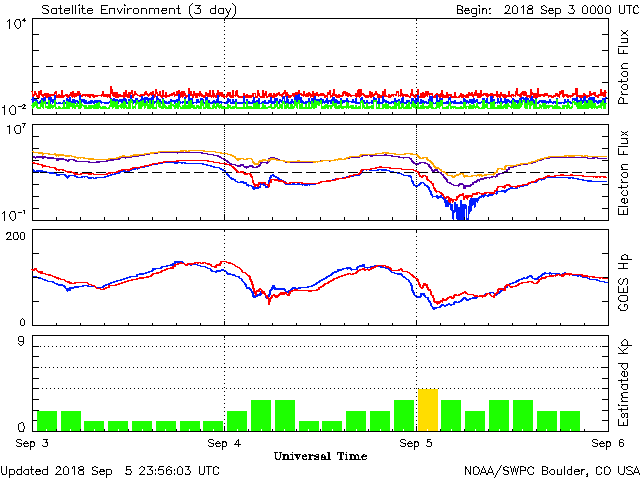 Satellite Environment (3 day) Begin: 2018 Sep 3 0000 UTC
10⁴
10⁻²
Proton Flux
10⁷
10⁻¹
Electron Flux
200
0
GOES Hp
9
0
Estimated Kp
Sep 3 Sep 4 Sep 5 Sep 6
Universal Time
Updated 2018 Sep 5 23:56:03 UTC NOAA/SWPC Boulder, CO USA